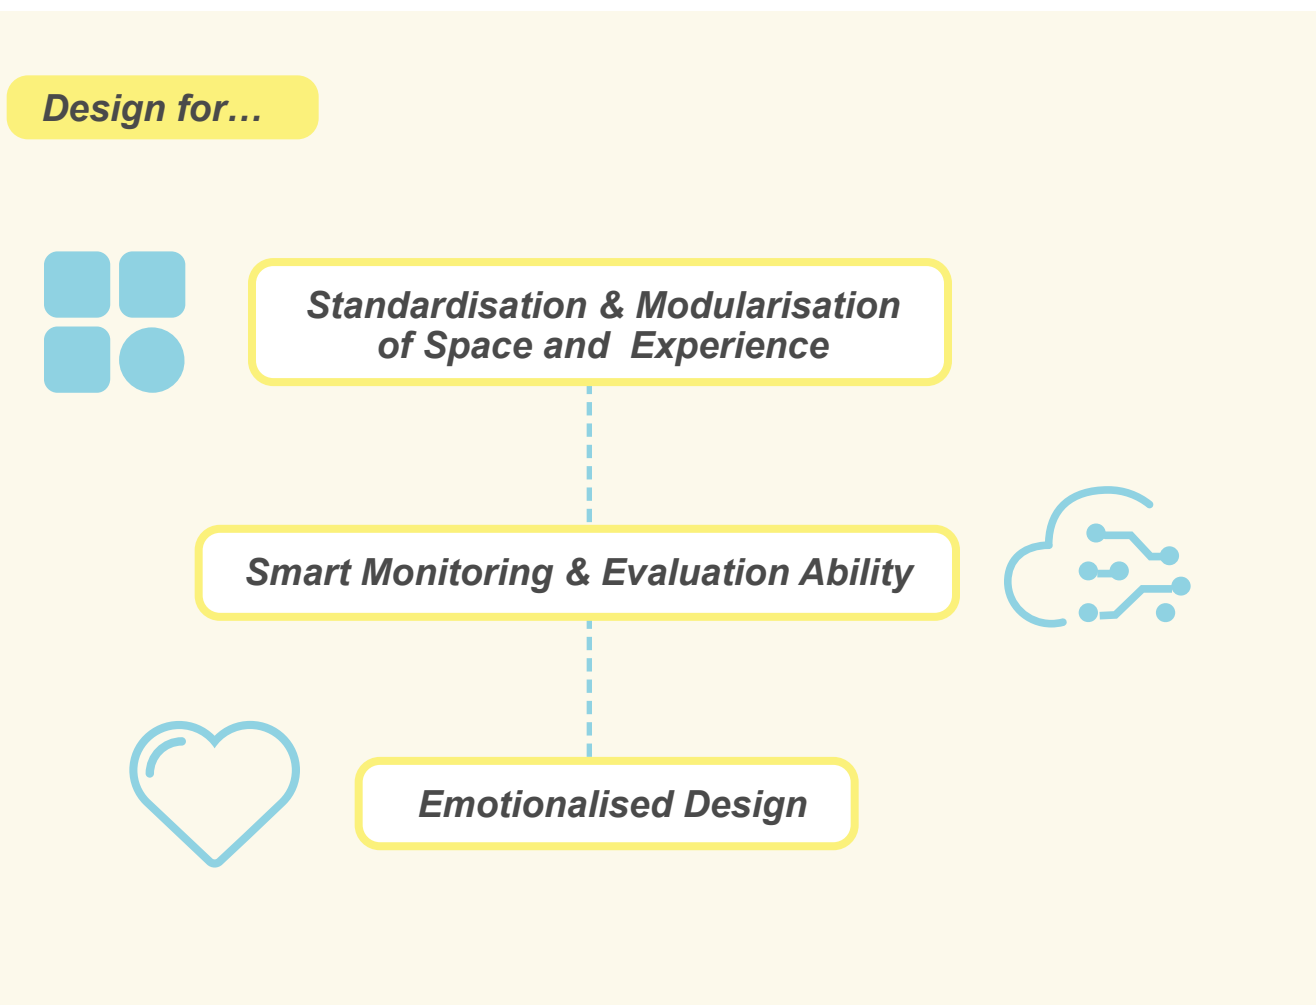 Design for…
Standardisation & Modularisation
of Space and  Experience
Smart Monitoring & Evaluation Ability
Emotionalised Design